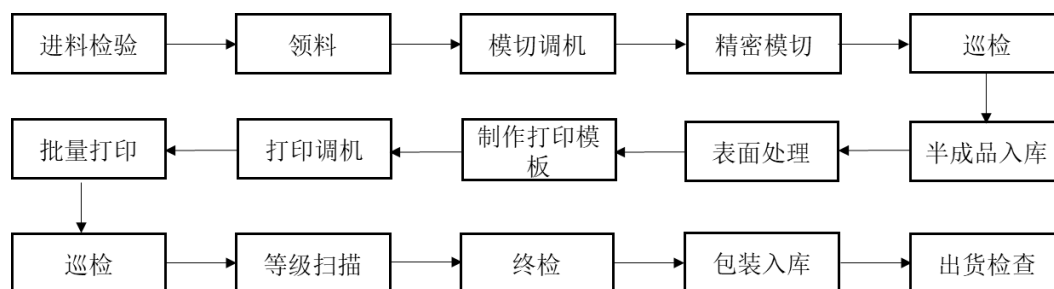 进料检验
领料
模切调机
精密模切
巡检
半成品入库
表面处理
制作打印模
板
打印调机
批量打印
巡检
等级扫描
终检
包装入库
出货检查